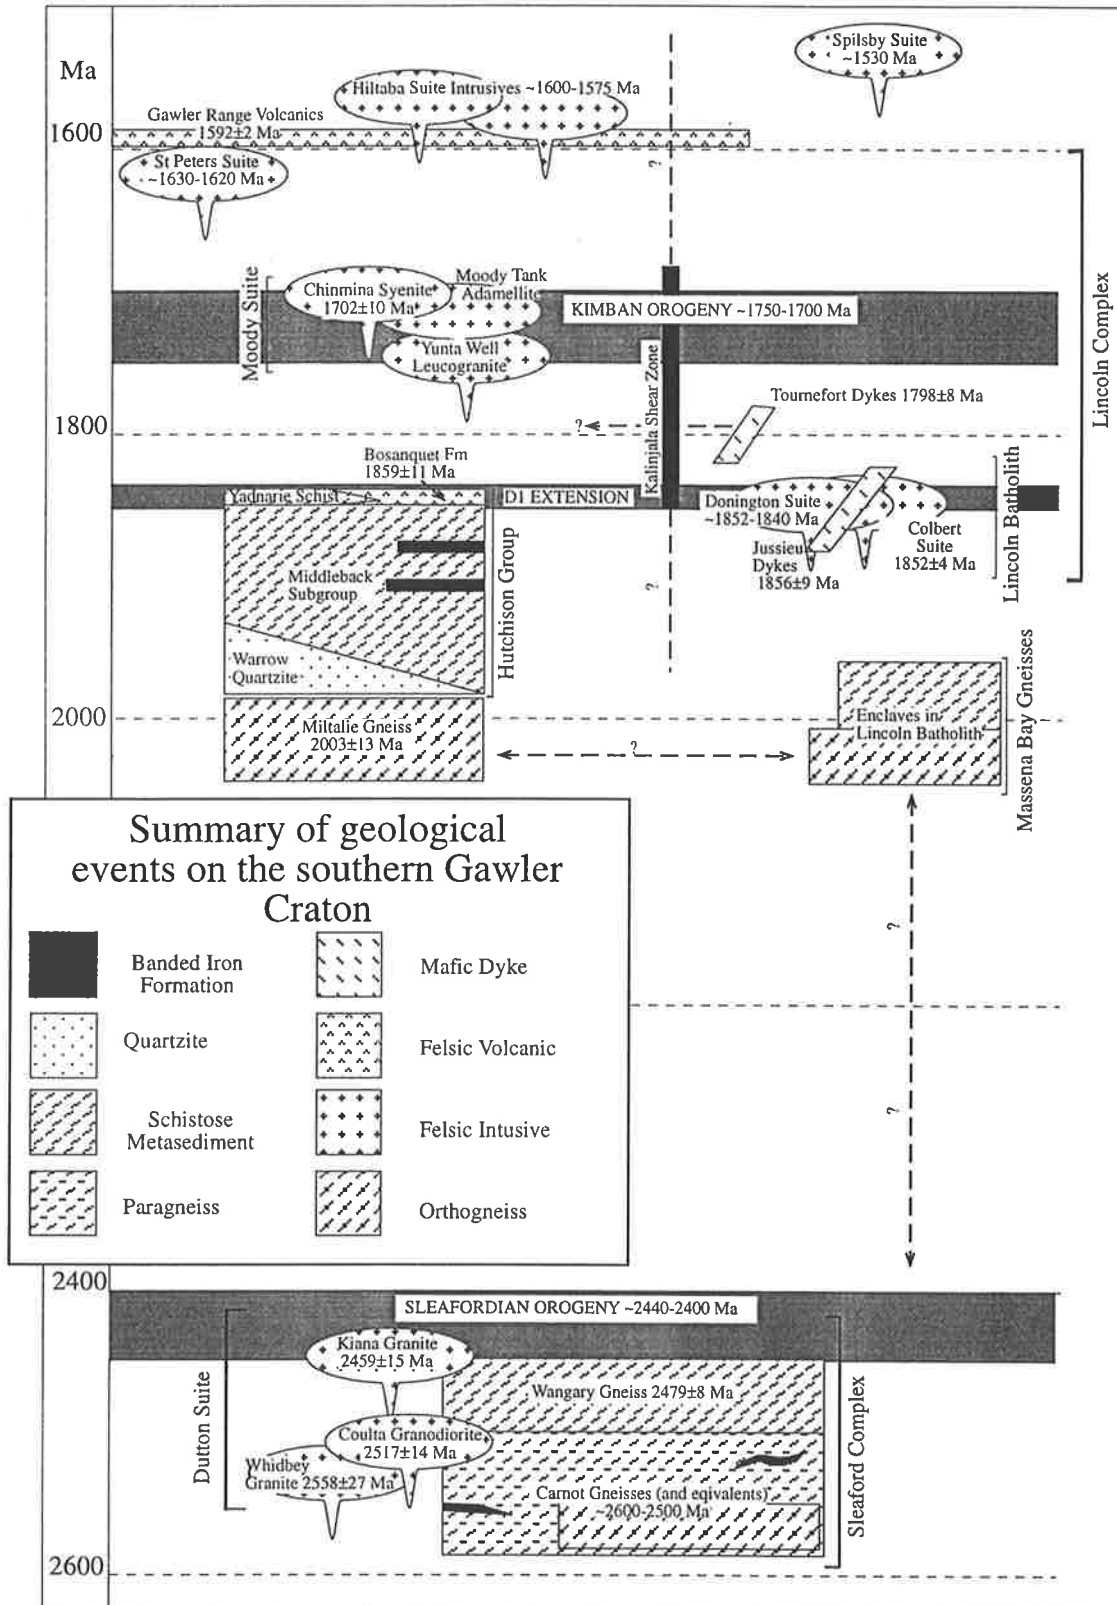 Ma
Spilsby Suite
~1530 Ma
Hiltaba Suite Intrusives ~1600-1575 Ma
Gawler Range Volcanics
1592±2 Ma
1600
St Peters Suite
~1630-1620 Ma
?
Moody Suite
Chinmina Syenite
1702±10 Ma
Moody Tank
Adamellite
KIMBAN OROGENY ~1750-1700 Ma
Yunta Well
Leucogranite
Kalinjala Shear Zone
Lincoln Complex
Tournefort Dykes 1798±8 Ma
?
1800
Bosanquet Fm
1859±11 Ma
Yadnarie Schist
D1 EXTENSION
Donington Suite
~1852-1840 Ma
Colbert
Suite
1852±4 Ma
Jussieu
Dykes
1856±9 Ma
Lincoln Batholith
Middleback
Subgroup
Hutchison Group
?
Warrow
Quartzite
2000
Miltalie Gneiss
2003±13 Ma
?
Enclaves in
Lincoln Batholith
Massena Bay Gneisses
Summary of geological
events on the southern Gawler
Craton
Banded Iron
Formation
Mafic Dyke
Quartzite
Felsic Volcanic
Schistose
Metasediment
Felsic Intusive
Paragneiss
Orthogneiss
?
?
2400
SLEAFORDIAN OROGENY ~2440-2400 Ma
Dutton Suite
Kiana Granite
2459±15 Ma
Wangary Gneiss 2479±8 Ma
Coulta Granodiorite
2517±14 Ma
Whidbey
Granite 2558±27 Ma
Carnot Gneisses (and eqivalents)
~2600-2500 Ma
Sleaford Complex
2600